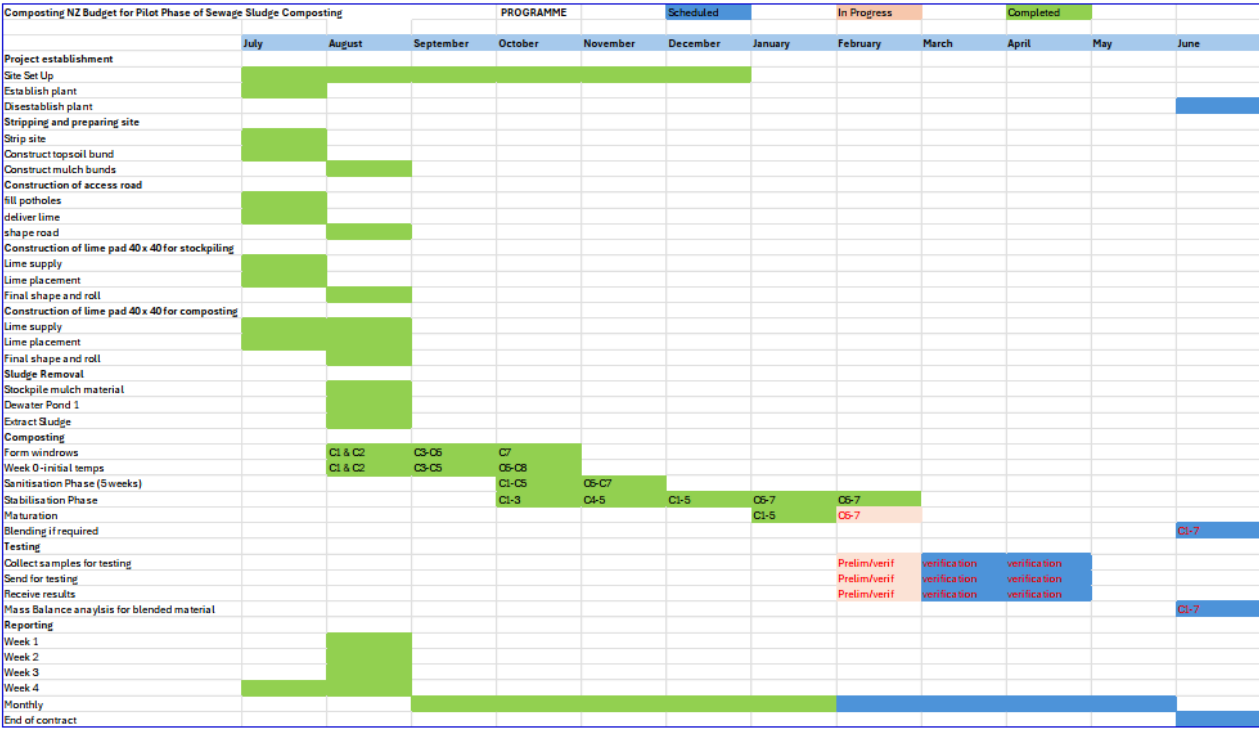 Composting NZ Budget for Pilot Phase of Sewage Sludge Composting PROGRAMME Scheduled In Progress Completed
July August September October November December January February March April May June
Project establishment
Site Set Up
Establish plant
Disestablish plant
Stripping and preparing site
Strip site
Construct topsoil bund
Construct mulch bunds
Construction of access road
fill potholes
deliver lime
shape road
Construction of lime pad 40 x 40 for stockpiling
Lime supply
Lime placement
Final shape and roll
Construction of lime pad 40 x 40 for composting
Lime supply
Lime placement
Final shape and roll
Sludge Removal
Stockpile mulch material
Dewater Pond 1
Extract Sludge
Composting
Form windrows C1 & C2 C3-C6 C7
Week 0 -initial temps C1 & C2 C3-C5 C6-C8
Sanitisation Phase (5 weeks) C1-C5 C6-C7
Stabilisation Phase C1-3 C4-5 C1-5 C6-7 C6-7
Maturation C1-5 C6-7
Blending if required C1-7
Testing
Collect samples for testing Prelim/verif verification verification
Send for testing Prelim/verif verification verification
Receive results Prelim/verif verification verification
Mass Balance anaylsis for blended material C1-7
Reporting
Week 1
Week 2
Week 3
Week 4
Monthly
End of contract